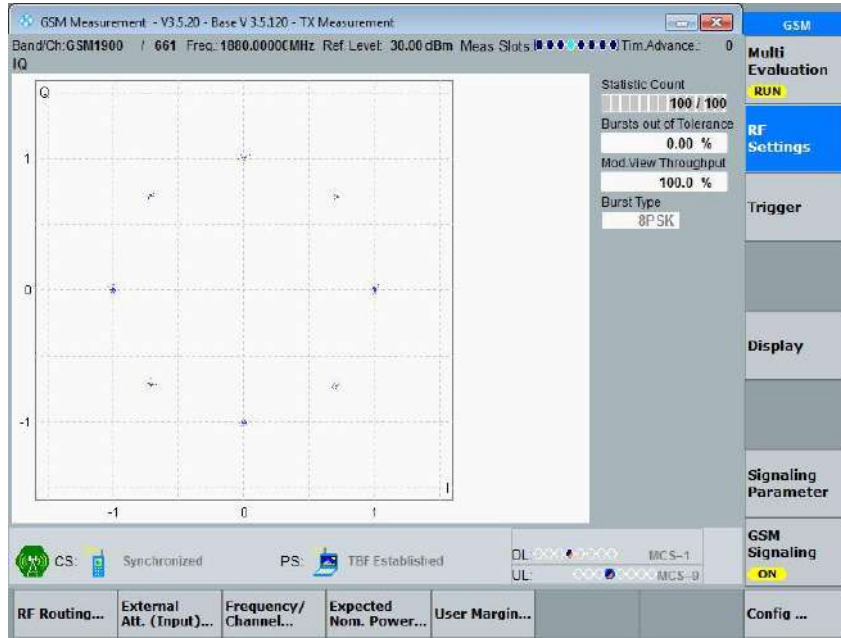 GSM Measurement - V3.5.20 - Base V 3.5.120 - TX Measurement
GSM
Band/Ch:GSM1900 / 661 Freq.:1880.00000MHz Ref. Level: 30.00 dBm Meas Slots Tim.Advance.: 0
IQ
Multi
Evaluation
RUN
Q
Statistic Count
100 / 100
Bursts out of Tolerance
0.00 %
Mod.View Throughput
100.0 %
Burst Type
8PSK
RF
Settings
Trigger
Display
Signaling
Parameter
GSM
Signaling
ON
1
0
-1
I
-1
0
1
CS: Synchronized PS: TBF Established DL: MCS-1
UL: MCS-9
RF Routing...
External
Att. (Input)...
Frequency/
Channel...
Expected
Nom. Power...
User Margin...
Config ...